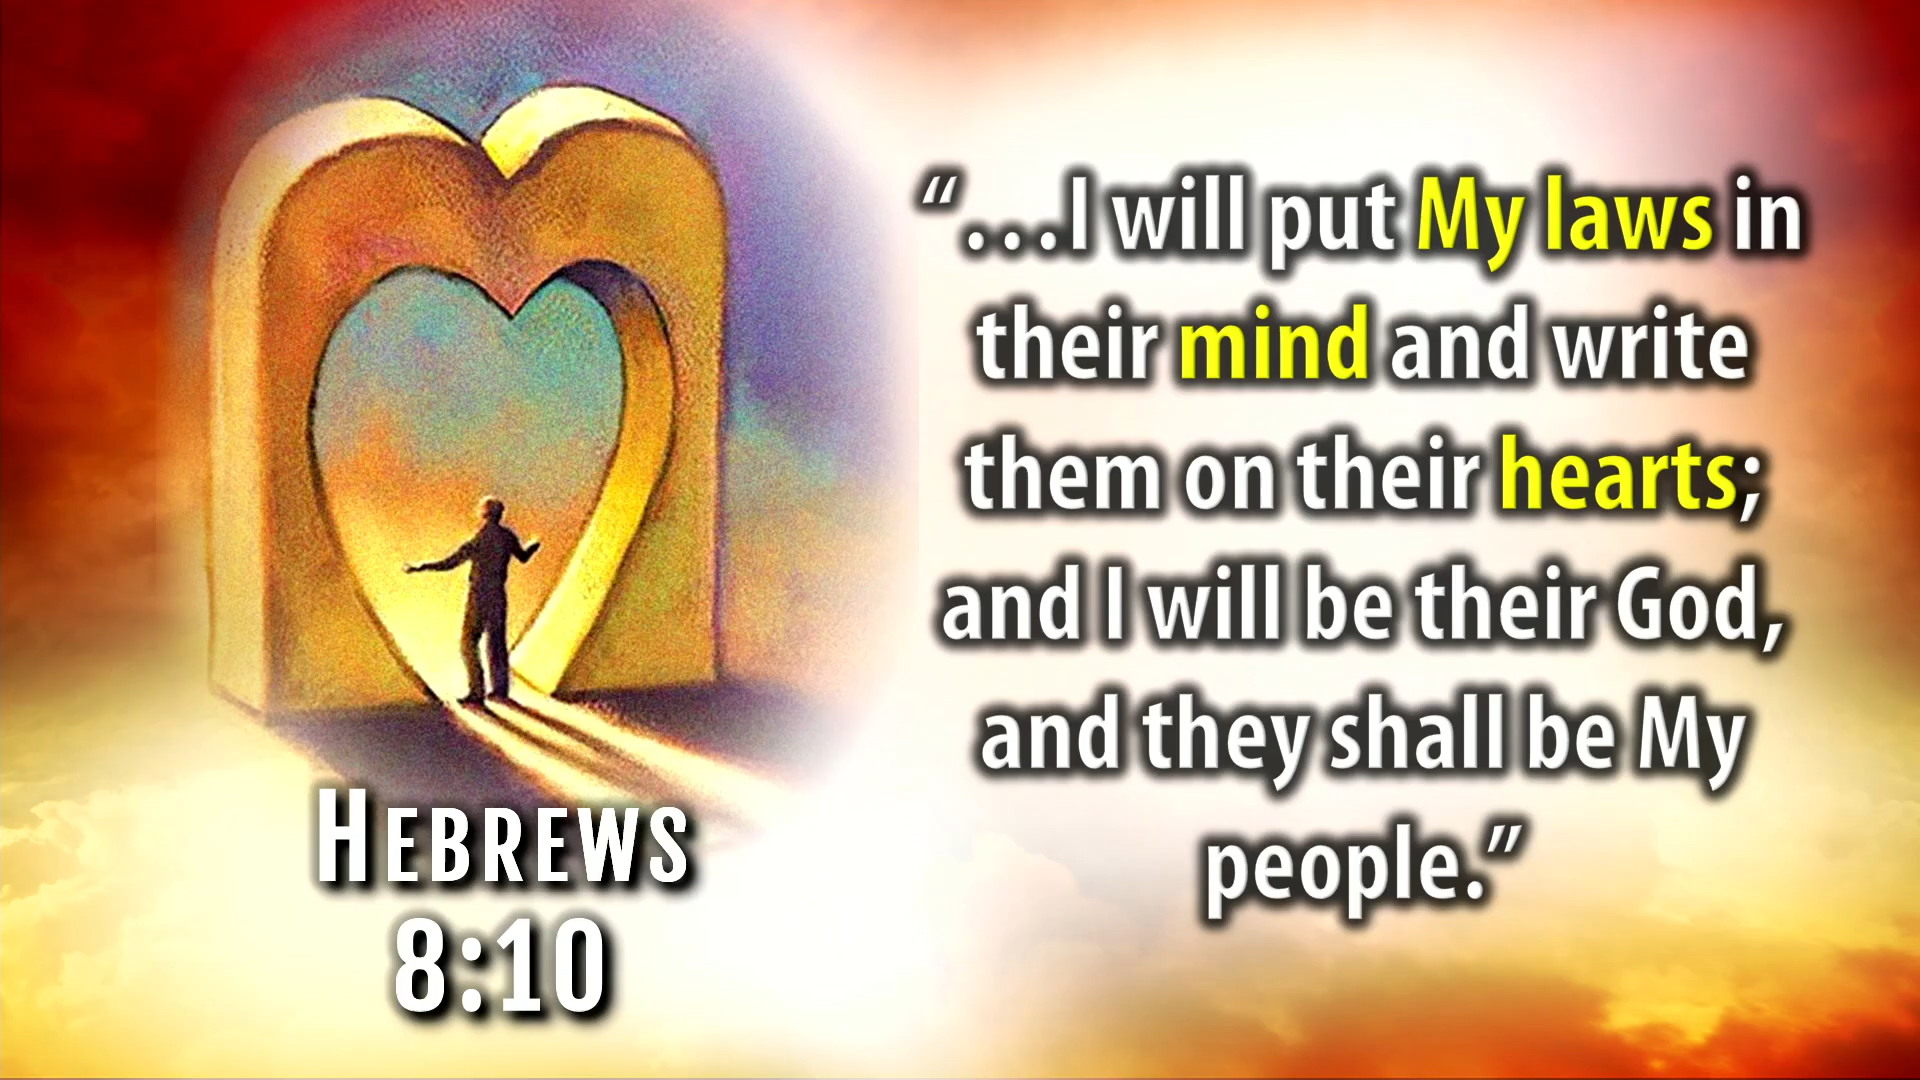 “…I will put My laws in
their mind and write
them on their hearts;
and I will be their God,
and they shall be My
people.”
HEBREWS
8:10